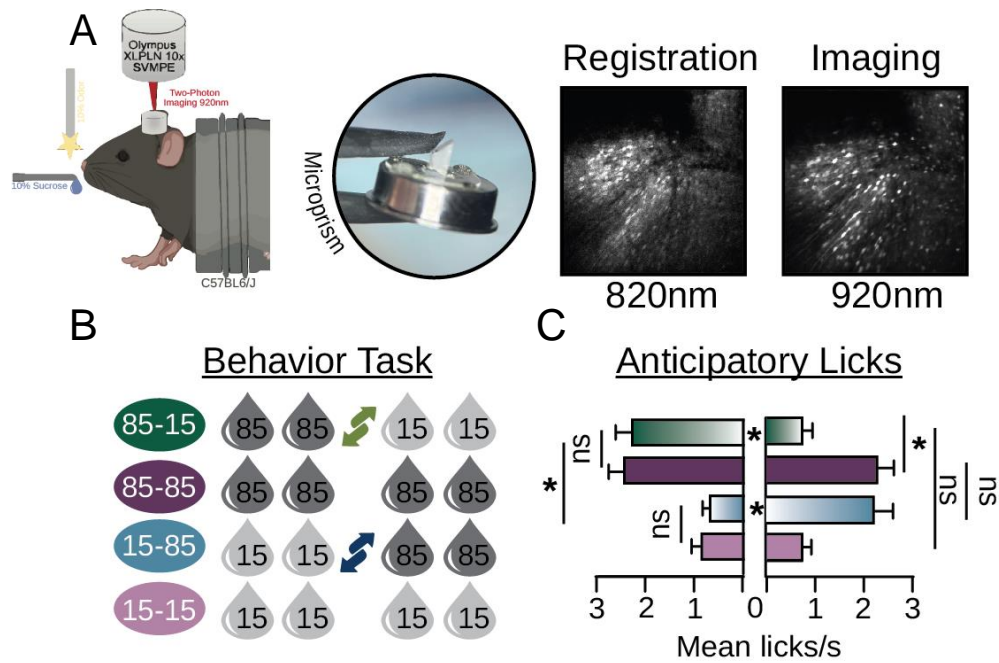 A
Olympus
XLPLN 10x
SVMPE
Two-Photon
Imaging 920nm
10% Odor
10% Sucrose
C57BL6/J
Microprism
Registration
Imaging
820nm
920nm
B
Behavior Task
85-15
85 85 15 15
85-85
85 85 85 85
15-85
15 15 85 85
15-15
15 15 15 15
C
Anticipatory Licks
* ns * *
ns * ns ns
3 2 1 0 1 2 3
Mean licks/s